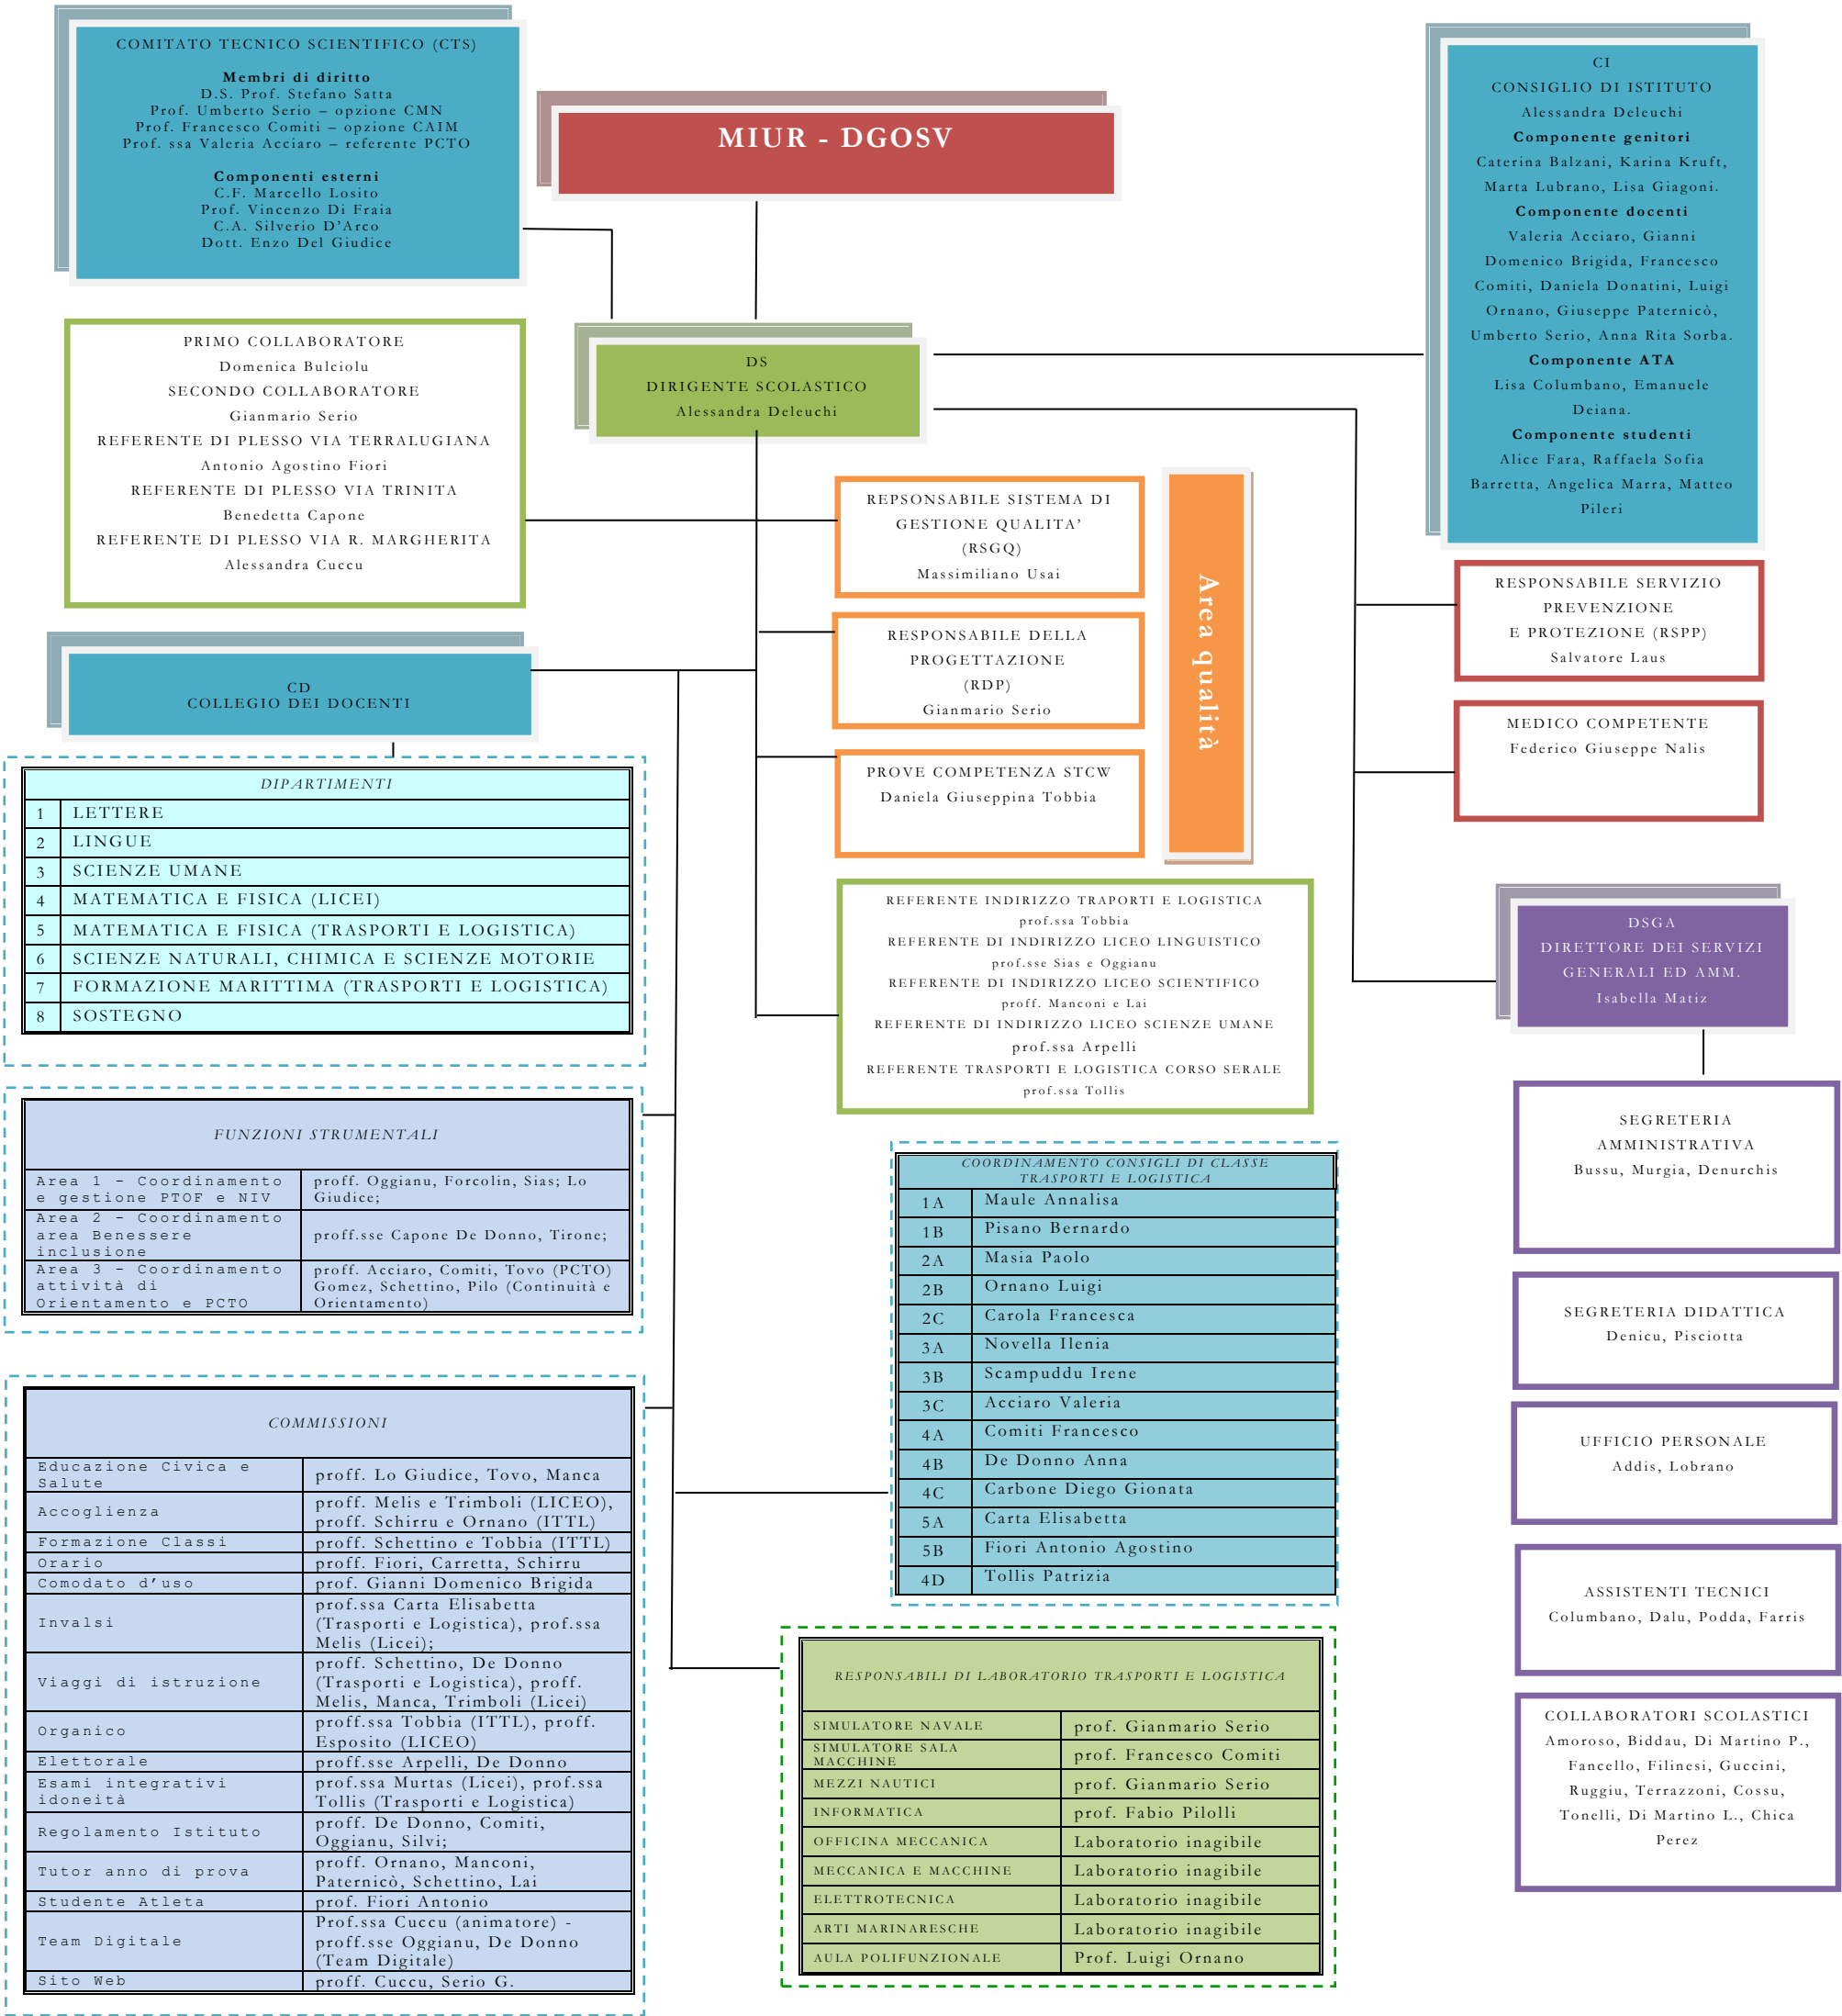 COMITATO TECNICO SCIENTIFICO (CTS)
Membri di diritto
D.S. Prof. Stefano Satta
Prof. Umberto Serio – opzione CMN
Prof. Francesco Comiti – opzione CAIM
Prof. ssa Valeria Acciaro – referente PCTO
Componenti esterni
C.F. Marcello Losito
Prof. Vincenzo Di Fraia
C.A. Silverio D'Arco
Dott. Enzo Del Giudice
MIUR - DGOSV
CI
CONSIGLIO DI ISTITUTO
Alessandra Deleuchi
Componente genitori
Caterina Balzani, Karina Kruft,
Marta Lubrano, Lisa Giagoni.
Componente docenti
Valeria Acciaro, Gianni
Domenico Brigida, Francesco
Comiti, Daniela Donatini, Luigi
Ornano, Giuseppe Paternicò,
Umberto Serio, Anna Rita Sorba.
Componente ATA
Lisa Columbano, Emanuele
Deiana.
Componente studenti
Alice Fara, Raffaela Sofia
Barretta, Angelica Marra, Matteo
Pileri
PRIMO COLLABORATORE
Domenica Bulciolu
SECONDO COLLABORATORE
Gianmario Serio
REFERENTE DI PLESSO VIA TERRALUGIANA
Antonio Agostino Fiori
REFERENTE DI PLESSO VIA TRINITA
Benedetta Capone
REFERENTE DI PLESSO VIA R. MARGHERITA
Alessandra Cuccu
DS
DIRIGENTE SCOLASTICO
Alessandra Deleuchi
REPSONSABILE SISTEMA DI
GESTIONE QUALITA'
(RSGQ)
Massimiliano Usai
RESPONSABILE DELLA
PROGETTAZIONE
(RDP)
Gianmario Serio
PROVE COMPETENZA STCW
Daniela Giuseppina Tobbia
Area qualità
RESPONSABILE SERVIZIO
PREVENZIONE
E PROTEZIONE (RSPP)
Salvatore Laus
MEDICO COMPETENTE
Federico Giuseppe Nalis
CD
COLLEGIO DEI DOCENTI
DIPARTIMENTI
1 LETTERE
2 LINGUE
3 SCIENZE UMANE
4 MATEMATICA E FISICA (LICEI)
5 MATEMATICA E FISICA (TRASPORTI E LOGISTICA)
6 SCIENZE NATURALI, CHIMICA E SCIENZE MOTORIE
7 FORMAZIONE MARITTIMA (TRASPORTI E LOGISTICA)
8 SOSTEGNO
REFERENTE INDIRIZZO TRAPORTI E LOGISTICA
prof.ssa Tobbia
REFERENTE DI INDIRIZZO LICEO LINGUISTICO
prof.sse Sias e Oggianu
REFERENTE DI INDIRIZZO LICEO SCIENTIFICO
proff. Manconi e Lai
REFERENTE DI INDIRIZZO LICEO SCIENZE UMANE
prof.ssa Arpelli
REFERENTE TRASPORTI E LOGISTICA CORSO SERALE
prof.ssa Tollis
DSGA
DIRETTORE DEI SERVIZI
GENERALI ED AMM.
Isabella Matiz
SEGRETERIA
AMMINISTRATIVA
Bussu, Murgia, Denurchis
SEGRETERIA DIDATTICA
Denicu, Pisciotta
UFFICIO PERSONALE
Addis, Lobrano
ASSISTENTI TECNICI
Columbano, Dalu, Podda, Farris
COLLABORATORI SCOLASTICI
Amoroso, Biddau, Di Martino P.,
Fancello, Filinesi, Guccini,
Ruggiu, Terrazzoni, Cossu,
Tonelli, Di Martino L., Chica
Perez
FUNZIONI STRUMENTALI
Area 1 - Coordinamento
e gestione PTOF e NIV
proff. Oggianu, Forcolin, Sias; Lo
Giudice;
Area 2 - Coordinamento
area Benessere
inclusione
proff.sse Capone De Donno, Tirone;
Area 3 - Coordinamento
attività di
Orientamento e PCTO
proff. Acciaro, Comiti, Tovo (PCTO)
Gomez, Schettino, Pilo (Continuità e
Orientamento)
COORDINAMENTO CONSIGLI DI CLASSE
TRASPORTI E LOGISTICA
1A Maule Annalisa
1B Pisano Bernardo
2A Masia Paolo
2B Ornano Luigi
2C Carola Francesca
3A Novella Ilenia
3B Scampuddu Irene
3C Acciaro Valeria
4A Comiti Francesco
4B De Donno Anna
4C Carbone Diego Gionata
5A Carta Elisabetta
5B Fiori Antonio Agostino
4D Tollis Patrizia
COMMISSIONI
Educazione Civica e
Salute
proff. Lo Giudice, Tovo, Manca
Accoglienza
proff. Melis e Trimboli (LICEO),
proff. Schirru e Ornano (ITTL)
Formazione Classi proff. Schettino e Tobbia (ITTL)
Orario proff. Fiori, Carretta, Schirru
Comodato d'uso prof. Gianni Domenico Brigida
Invalsi
prof.ssa Carta Elisabetta
(Trasporti e Logistica), prof.ssa
Melis (Licei);
Viaggi di istruzione
proff. Schettino, De Donno
(Trasporti e Logistica), proff.
Melis, Manca, Trimboli (Licei)
Organico
proff.ssa Tobbia (ITTL), proff.
Esposito (LICEO)
Elettorale proff.sse Arpelli, De Donno
Esami integrativi
idoneità
prof.ssa Murtas (Licei), prof.ssa
Tollis (Trasporti e Logistica)
Regolamento Istituto
proff. De Donno, Comiti,
Oggianu, Silvi;
Tutor anno di prova
proff. Ornano, Manconi,
Paternicò, Schettino, Lai
Studente Atleta prof. Fiori Antonio
Team Digitale
Prof.ssa Cuccu (animatore) -
proff.sse Oggianu, De Donno
(Team Digitale)
Sito Web proff. Cuccu, Serio G.
RESPONSABILI DI LABORATORIO TRASPORTI E LOGISTICA
SIMULATORE NAVALE prof. Gianmario Serio
SIMULATORE SALA
MACCHINE
prof. Francesco Comiti
MEZZI NAUTICI prof. Gianmario Serio
INFORMATICA prof. Fabio Pilolli
OFFICINA MECCANICA Laboratorio inagibile
MECCANICA E MACCHINE Laboratorio inagibile
ELETTROTECNICA Laboratorio inagibile
ARTI MARINARESCHE Laboratorio inagibile
AULA POLIFUNZIONALE Prof. Luigi Ornano